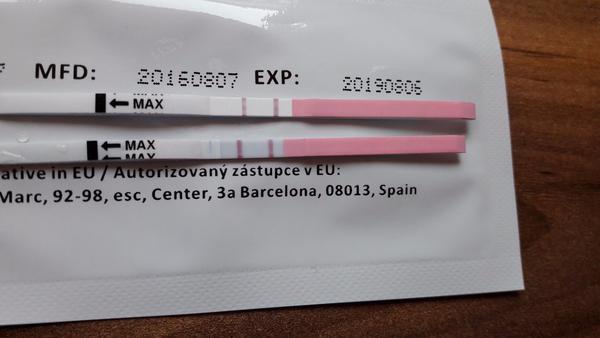 MFD: 20160807 EXP: 20190806
MAX
MAX
MAX
ative in EU / Autorizovaný zástupce v EU:
Marc, 92-98, esc, Center, 3a Barcelona, 08013, Spain